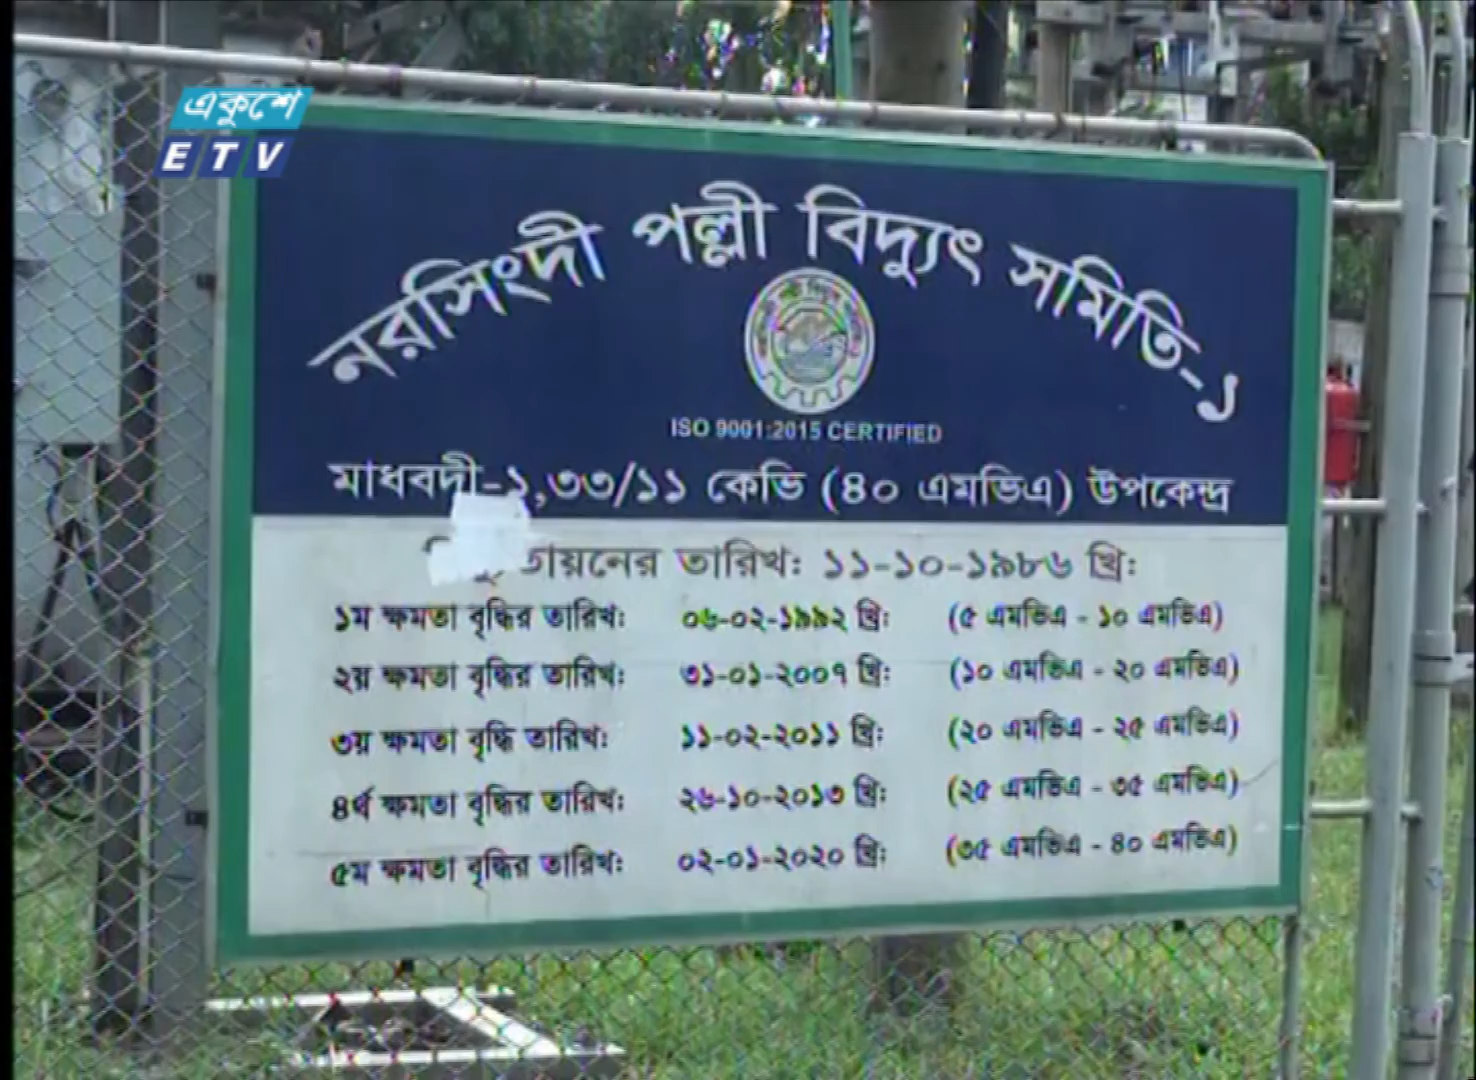 একুশে
ETV
নরসিংদী পল্লী বিদ্যুৎ সমিতি-১
ISO 9001:2015 CERTIFIED
মাধবদী-১,৩৩/১১ কেভি (৪০ এমভিএ) উপকেন্দ্র
তারিখ: ১১-১০-১৯৮৬ খ্রি:
১ম ক্ষমতা বৃদ্ধির তারিখ: ০৬-০২-১৯৯২ খ্রি: (৫ এমভিএ - ১০ এমভিএ)
২য় ক্ষমতা বৃদ্ধির তারিখ: ৩১-০১-২০০৭ খ্রি: (১০ এমভিএ - ২০ এমভিএ)
৩য় ক্ষমতা বৃদ্ধি তারিখ: ১১-০২-২০১১ খ্রি: (২০ এমভিএ - ২৫ এমভিএ)
৪র্থ ক্ষমতা বৃদ্ধির তারিখ: ২৬-১০-২০১৩ খ্রি: (২৫ এমভিএ - ৩৫ এমভিএ)
৫ম ক্ষমতা বৃদ্ধির তারিখ: ০২-০১-২০২০ খ্রি: (৩৫ এমভিএ - ৪০ এমভিএ)